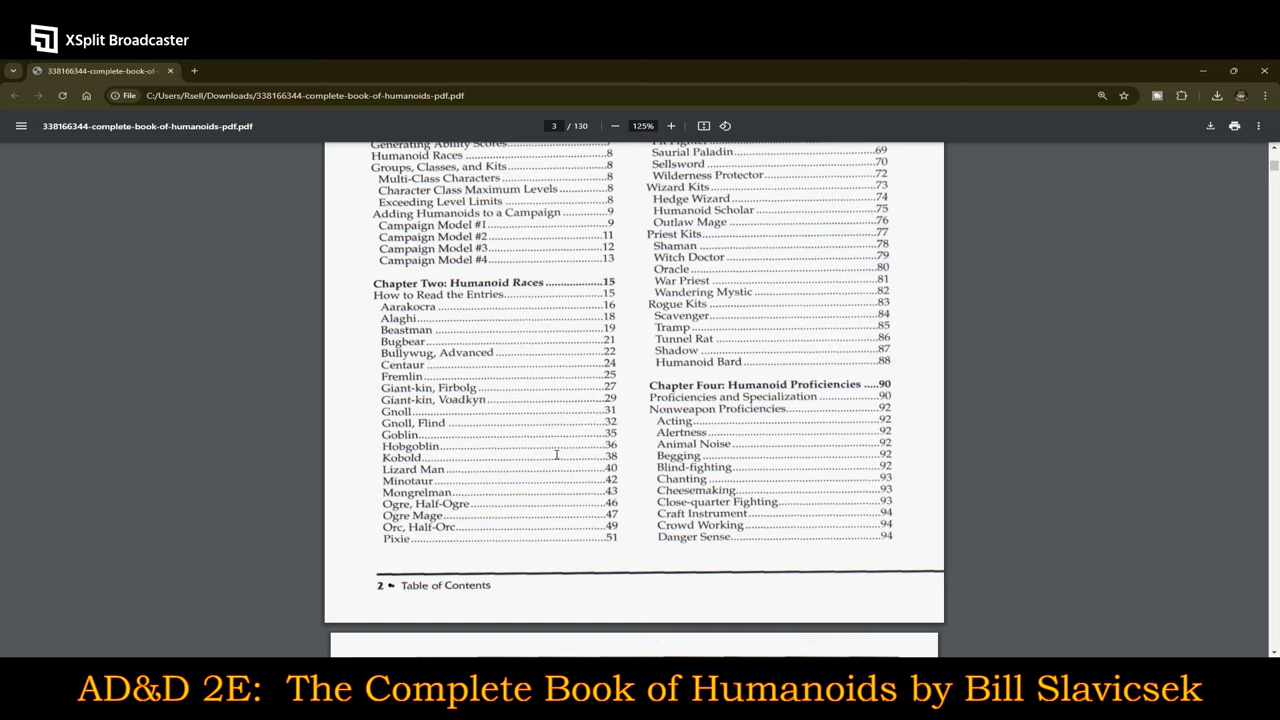 XSplit Broadcaster
338166344-complete-book-of-
File
C:/Users/Rsell/Downloads/338166344-complete-book-of-humanoids-pdf.pdf
338166344-complete-book-of-humanoids-pdf.pdf
3 / 130
125%
Generating Ability Scores
Humanoid Races ..........8
Groups, Classes, and Kits..........8
Multi-Class Characters ..........8
Character Class Maximum Levels ..........8
Exceeding Level Limits ..........8
Adding Humanoids to a Campaign ..........9
Campaign Model #1..........9
Campaign Model #2..........11
Campaign Model #3..........12
Campaign Model #4..........13
Chapter Two: Humanoid Races ..........15
How to Read the Entries..........15
Aarakocra ..........16
Alaghi..........18
Beastman ..........19
Bugbear..........21
Bullywug, Advanced ..........22
Centaur ..........24
Fremlin..........25
Giant-kin, Firbolg ..........27
Giant-kin, Voadkyn ..........29
Gnoll..........31
Gnoll, Flind ..........32
Goblin..........35
Hobgoblin..........36
Kobold..........38
Lizard Man ..........40
Minotaur ..........42
Mongrelman..........43
Ogre, Half-Ogre ..........46
Ogre Mage..........47
Orc, Half-Orc..........49
Pixie..........51
Saurial Paladin..........69
Sellsword ..........70
Wilderness Protector ..........72
Wizard Kits..........73
Hedge Wizard..........74
Humanoid Scholar ..........75
Outlaw Mage ..........76
Priest Kits..........77
Shaman ..........78
Witch Doctor ..........79
Oracle ..........80
War Priest ..........81
Wandering Mystic ..........82
Rogue Kits ..........83
Scavenger..........84
Tramp ..........85
Tunnel Rat ..........86
Shadow ..........87
Humanoid Bard ..........88
Chapter Four: Humanoid Proficiencies .....90
Proficiencies and Specialization ..........90
Nonweapon Proficiencies..........92
Acting..........92
Alertness..........92
Animal Noise ..........92
Begging ..........92
Blind-fighting..........92
Chanting ..........93
Cheesemaking..........93
Close-quarter Fighting..........93
Craft Instrument ..........94
Crowd Working ..........94
Danger Sense..........94
2 Table of Contents
AD&D 2E: The Complete Book of Humanoids by Bill Slavicsek